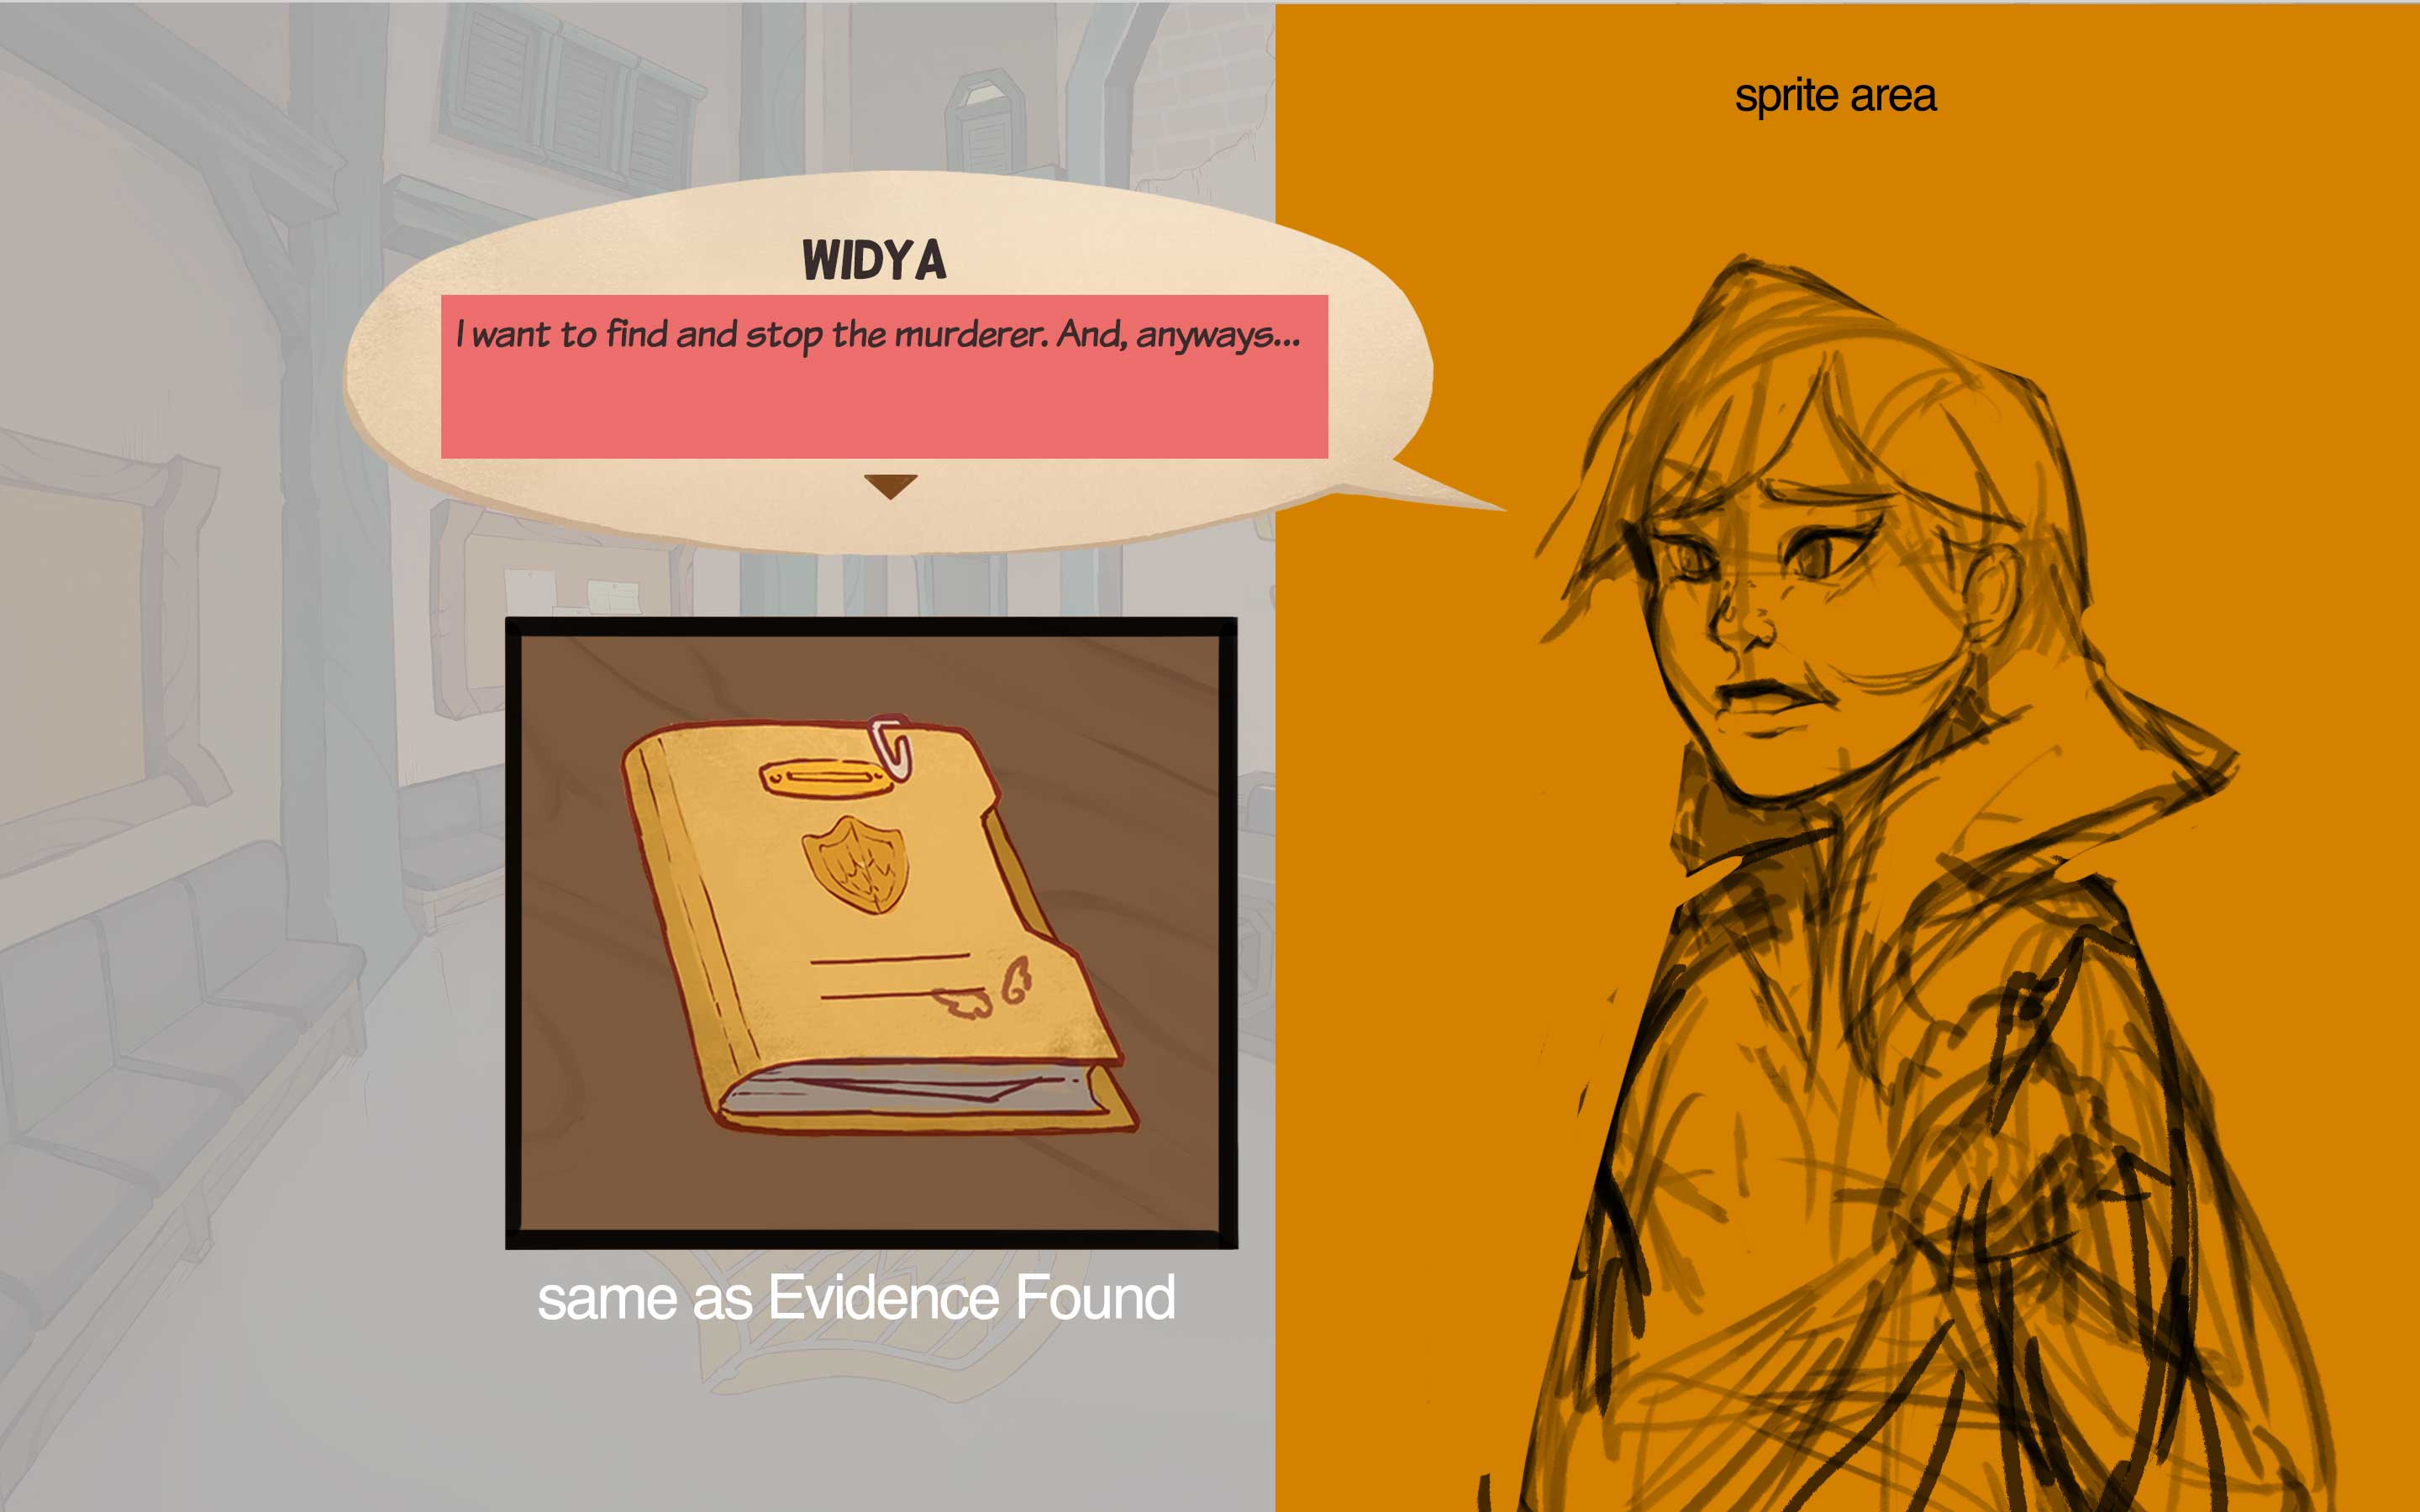 sprite area
WIDYA
I want to find and stop the murderer. And, anyways...
same as Evidence Found